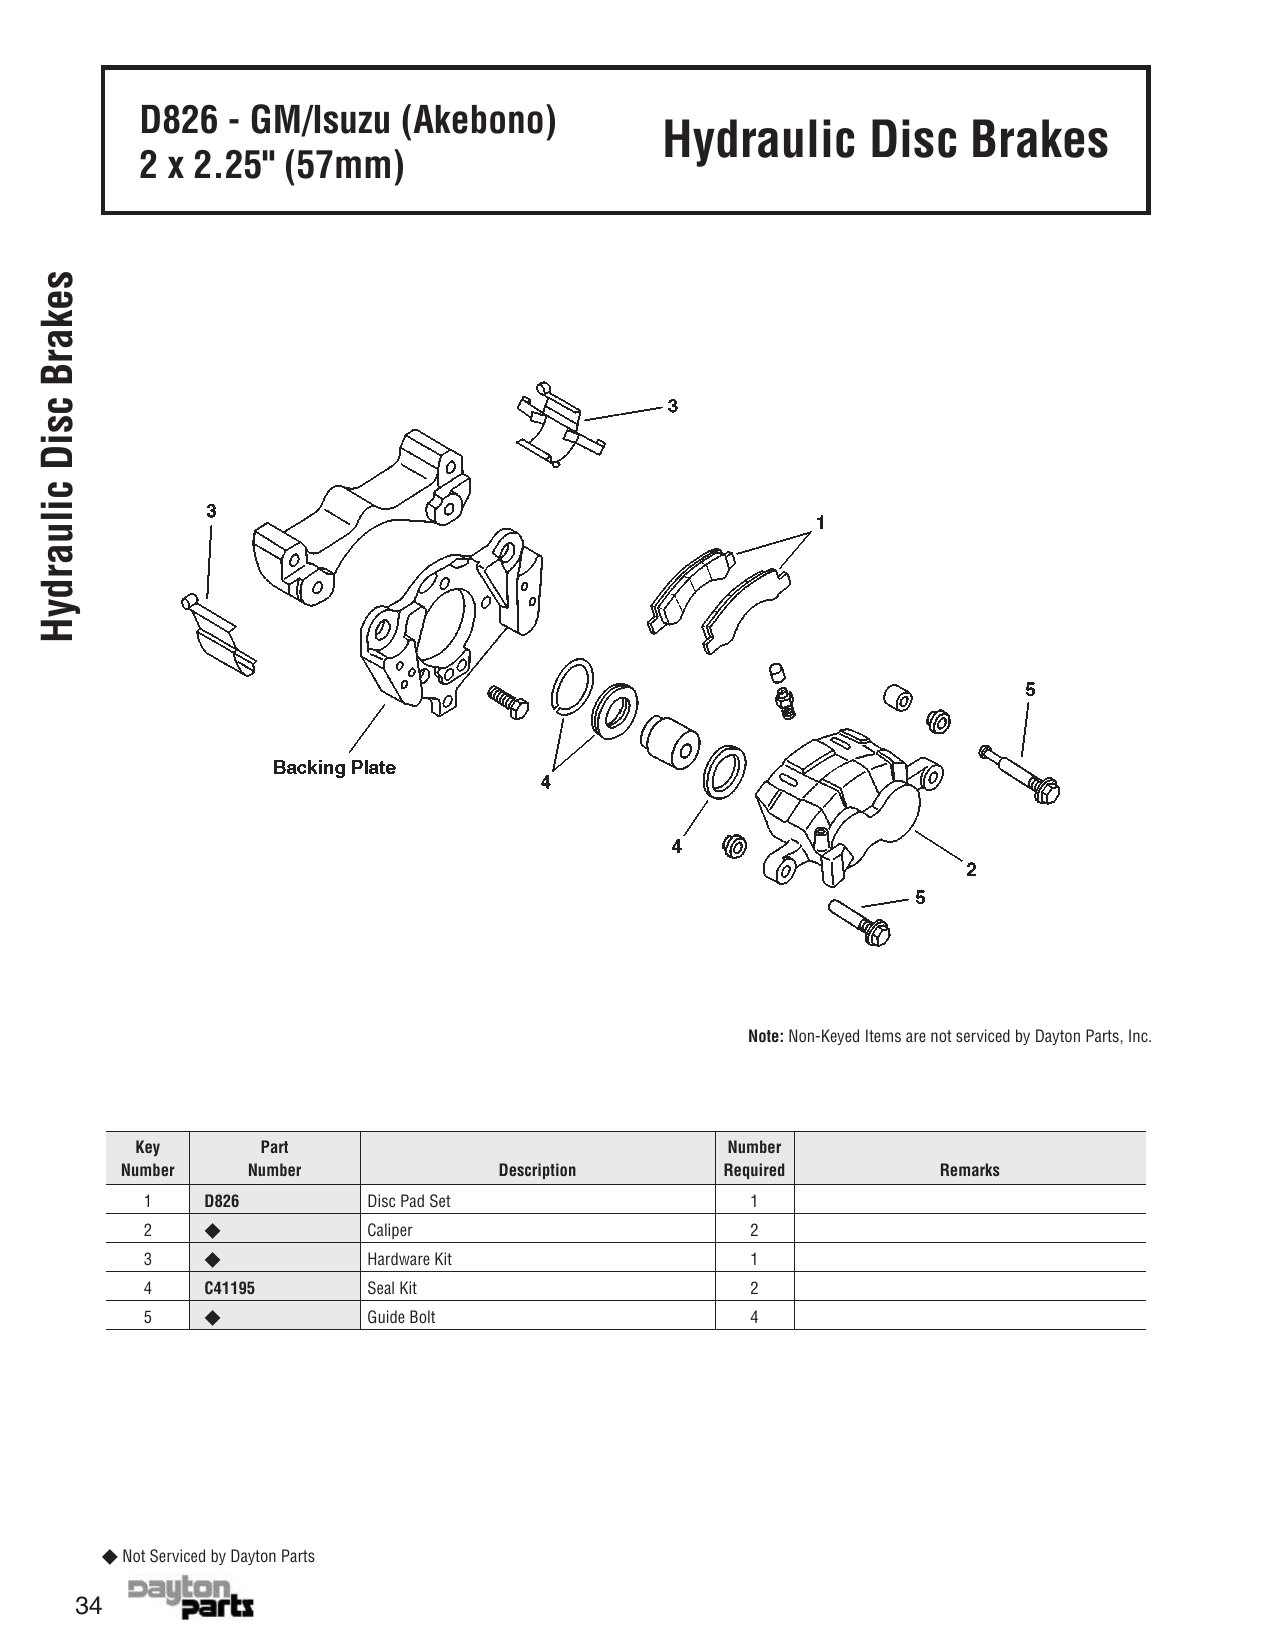 D826 - GM/Isuzu (Akebono)
2 x 2.25" (57mm)
Hydraulic Disc Brakes
Hydraulic Disc Brakes
3
3
1
5
Backing Plate
4
4
2
5
Note: Non-Keyed Items are not serviced by Dayton Parts, Inc.
Key Number Part Number Description Number Required Remarks
1 D826 Disc Pad Set 1
2 ◆ Caliper 2
3 ◆ Hardware Kit 1
4 C41195 Seal Kit 2
5 ◆ Guide Bolt 4
◆ Not Serviced by Dayton Parts
34
Dayton
parts